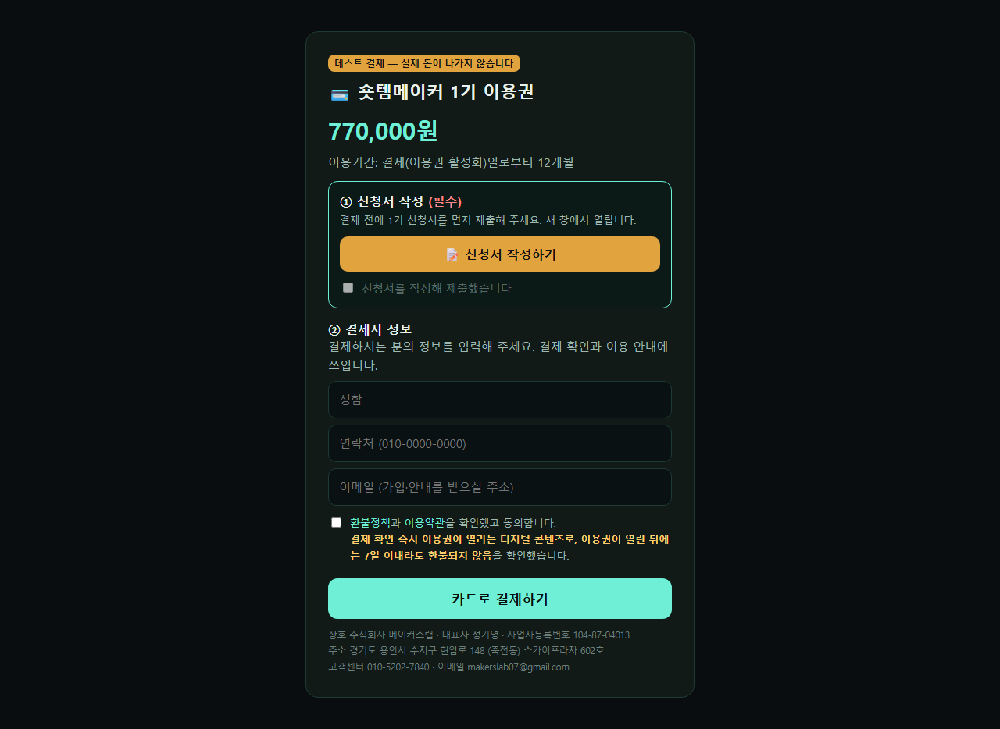 테스트 결제 — 실제 돈이 나가지 않습니다
숏템메이커 1기 이용권
770,000원
이용기간: 결제(이용권 활성화)일로부터 12개월
① 신청서 작성 (필수)
결제 전에 1기 신청서를 먼저 제출해 주세요. 새 창에서 열립니다.
신청서 작성하기
신청서를 작성해 제출했습니다
② 결제자 정보
결제하시는 분의 정보를 입력해 주세요. 결제 확인과 이용 안내에
쓰입니다.
성함
연락처 (010-0000-0000)
이메일 (가입·안내를 받으실 주소)
환불정책과 이용약관을 확인했고 동의합니다.
결제 확인 즉시 이용권이 열리는 디지털 콘텐츠로, 이용권이 열린 뒤에
는 7일 이내라도 환불되지 않음을 확인했습니다.
카드로 결제하기
상호 주식회사 메이커스랩 · 대표자 정기영 · 사업자등록번호 104-87-04013
주소 경기도 용인시 수지구 현암로 148 (죽전동) 스카이프라자 602호
고객센터 010-5202-7840 · 이메일 makerslab07@gmail.com